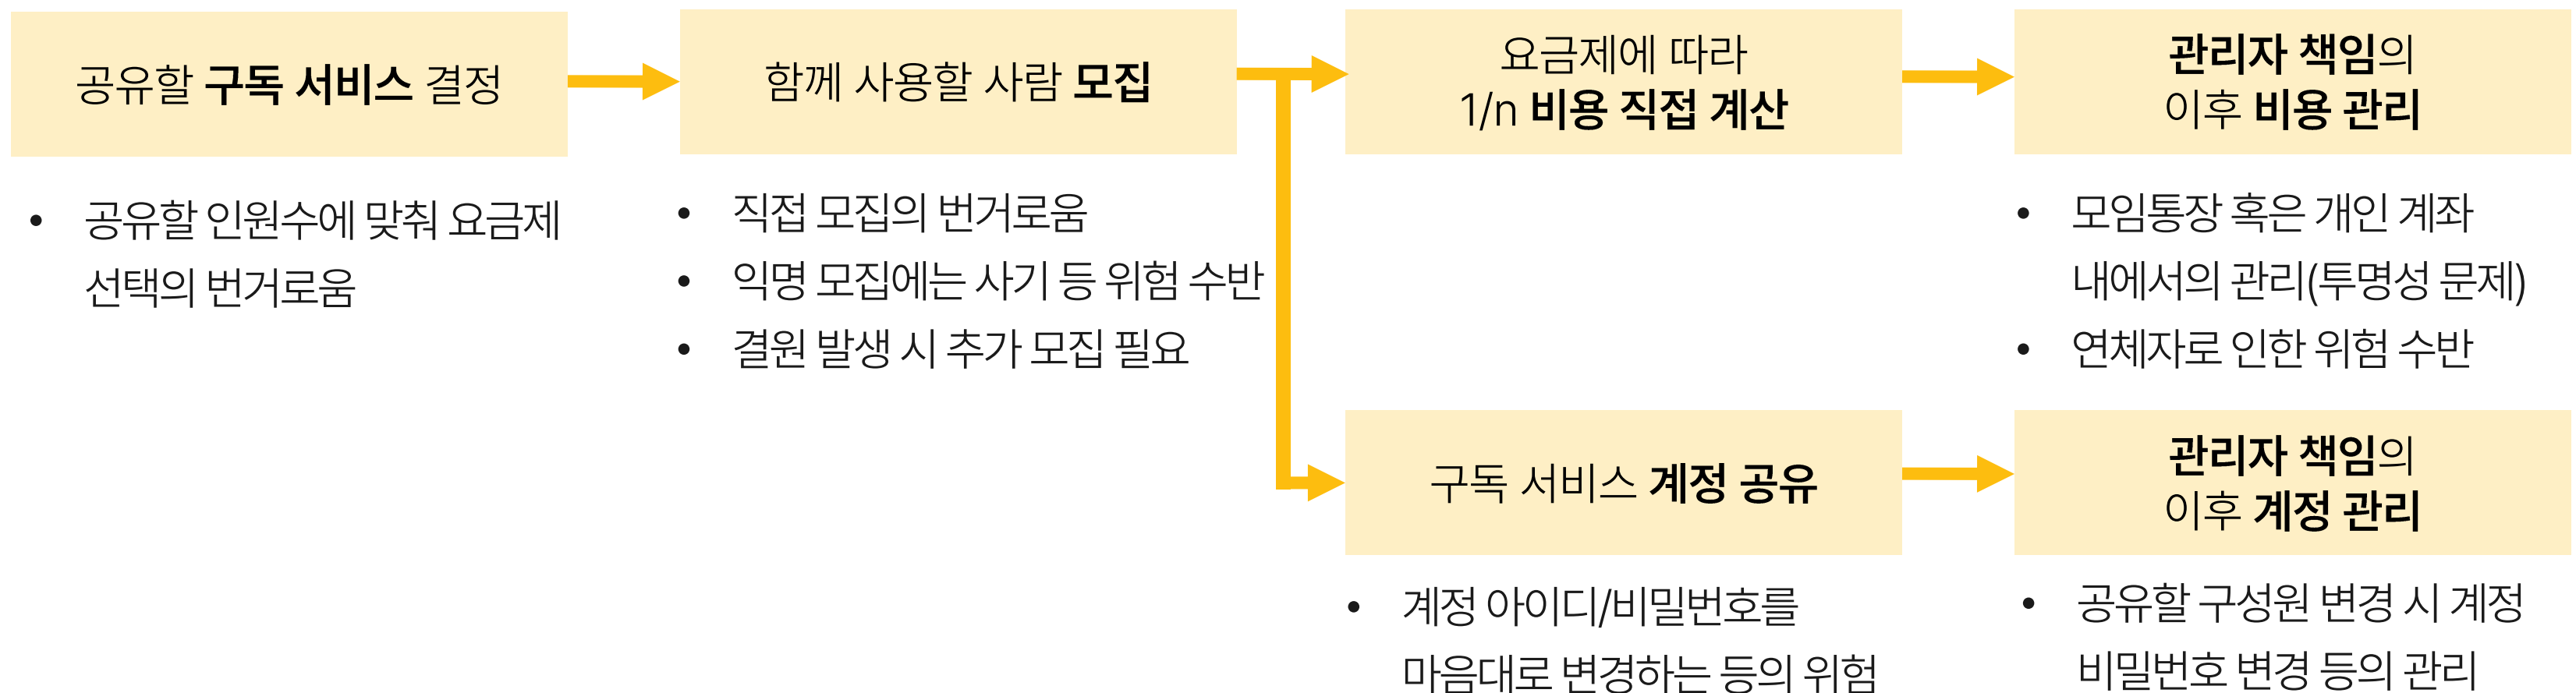 공유할 구독 서비스 결정
• 공유할 인원수에 맞춰 요금제
선택의 번거로움
함께 사용할 사람 모집
• 직접 모집의 번거로움
• 익명 모집에는 사기 등 위험 수반
• 결원 발생 시 추가 모집 필요
요금제에 따라
1/n 비용 직접 계산
관리자 책임의
이후 비용 관리
• 모임통장 혹은 개인 계좌
내에서의 관리(투명성 문제)
• 연체자로 인한 위험 수반
구독 서비스 계정 공유
• 계정 아이디/비밀번호를
마음대로 변경하는 등의 위험
관리자 책임의
이후 계정 관리
• 공유할 구성원 변경 시 계정
비밀번호 변경 등의 관리